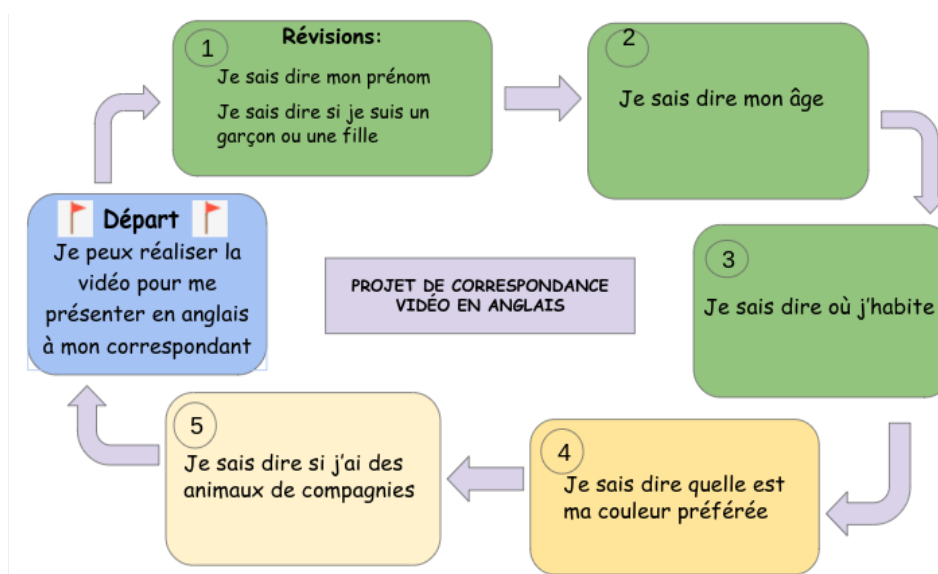 1
Révisions:
Je sais dire mon prénom
Je sais dire si je suis un
garçon ou une fille
2
Je sais dire mon âge
Départ
Je peux réaliser la
vidéo pour me
présenter en anglais
à mon correspondant
PROJET DE CORRESPONDANCE
VIDÉO EN ANGLAIS
3
Je sais dire où j'habite
5
Je sais dire si j'ai des
animaux de compagnies
4
Je sais dire quelle est
ma couleur préférée